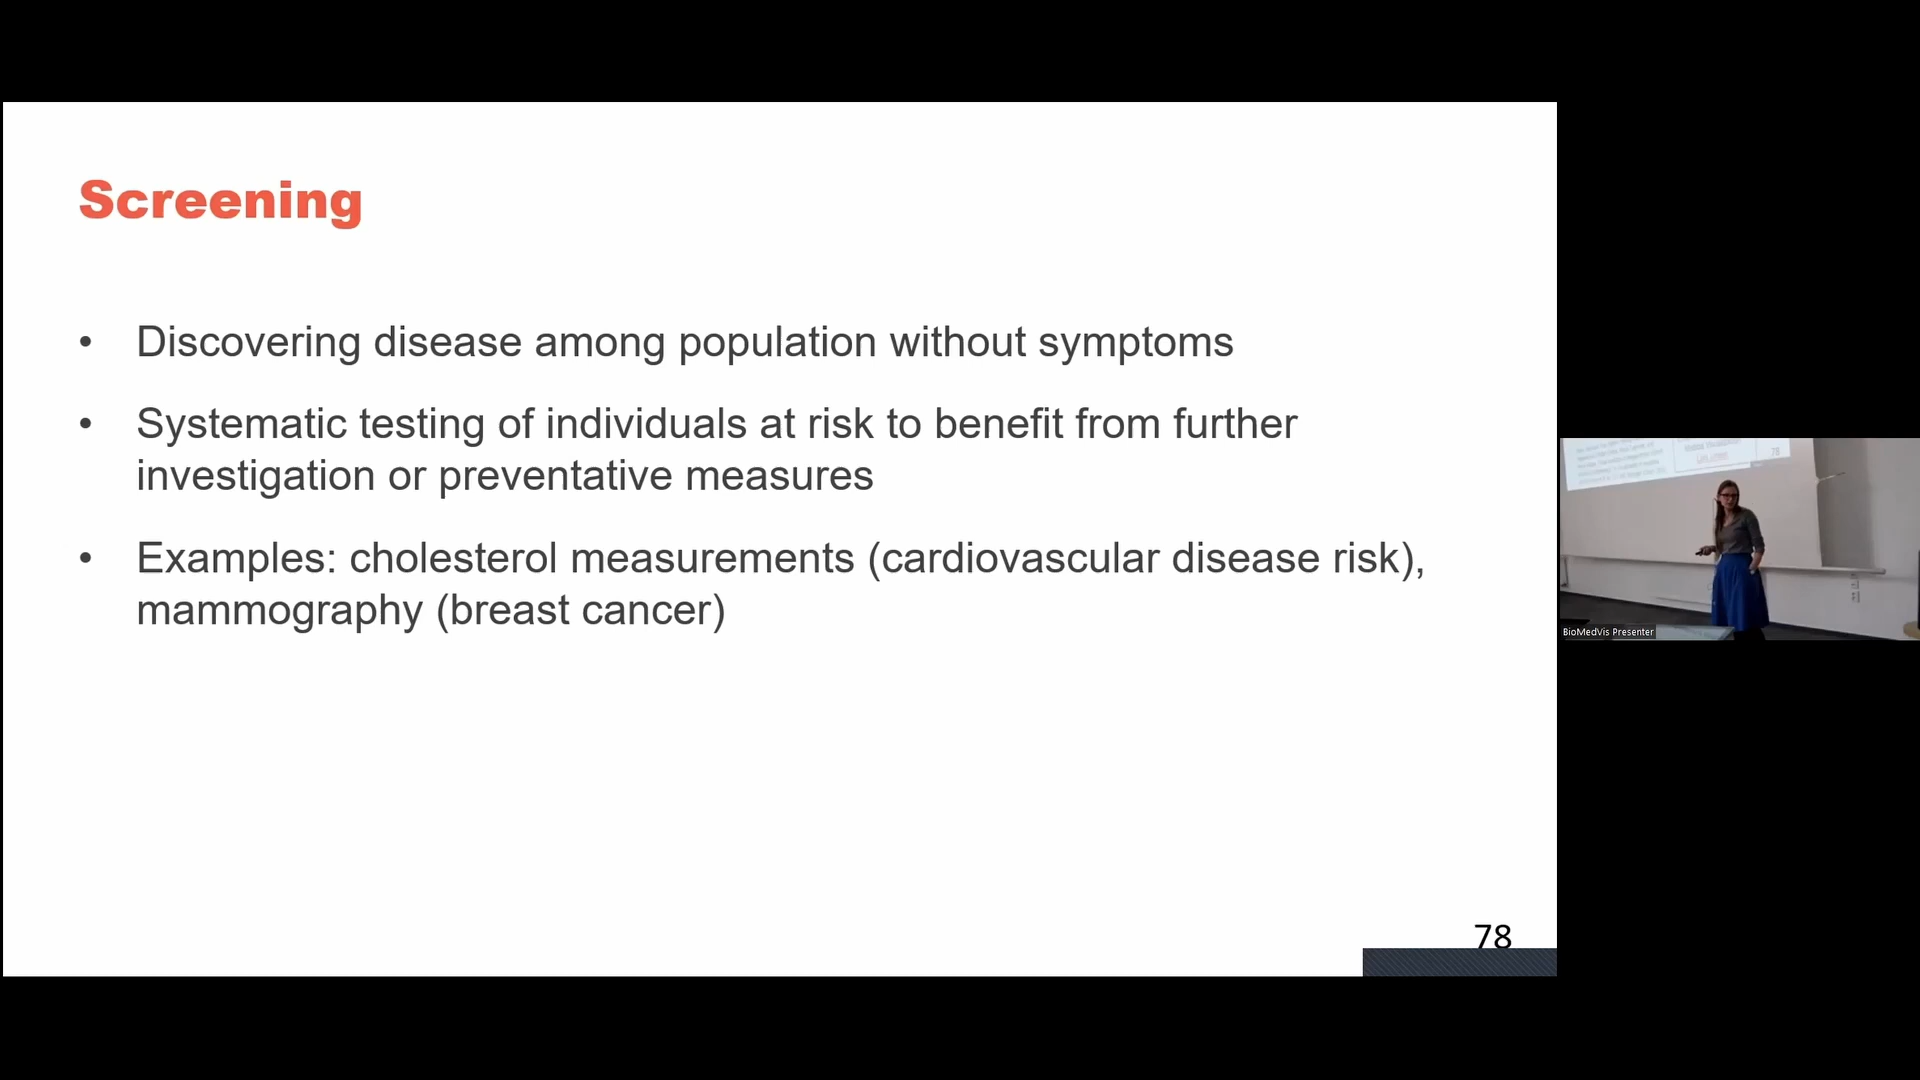 Screening
• Discovering disease among population without symptoms
• Systematic testing of individuals at risk to benefit from further
investigation or preventative measures
• Examples: cholesterol measurements (cardiovascular disease risk),
mammography (breast cancer)
78
78
BioMedVis Presenter